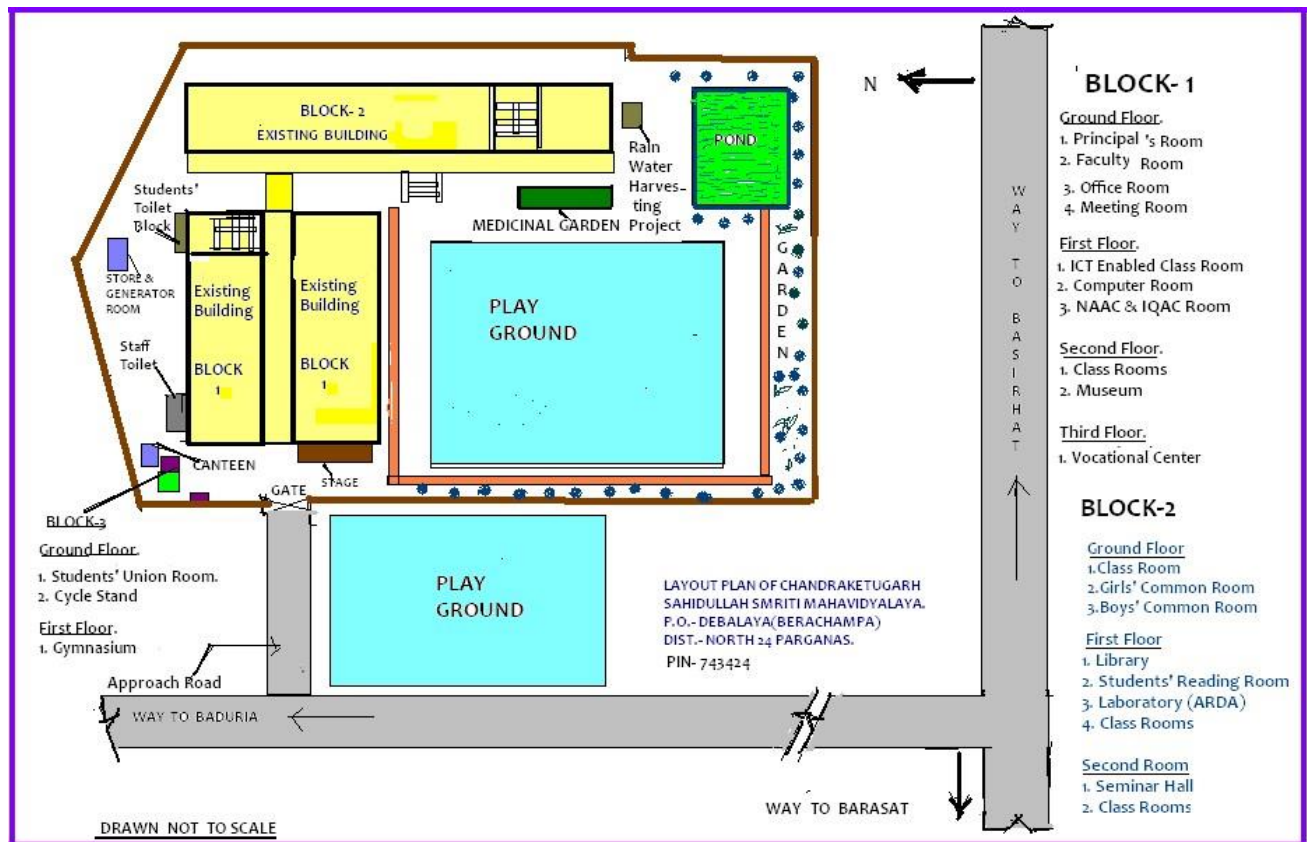 BLOCK- 2
EXISTING BUILDING
N
POND
Rain
Water
Harves-
ting
Project
Students'
Toilet
Block
MEDICINAL GARDEN
STORE &
GENERATOR
ROOM
Existing
Building
BLOCK
1
Existing
Building
BLOCK
1
PLAY
GROUND
GARDEN
Staff
Toilet
CANTEEN
STAGE
GATE
BLOCK-3
Ground Floor.
1. Students' Union Room.
2. Cycle Stand
First Floor.
1. Gymnasium
Approach Road
PLAY
GROUND
LAYOUT PLAN OF CHANDRAKETUGARH
SAHIDULLAH SMRITI MAHAVIDYALAYA.
P.O.- DEBALAYA(BERACHAMPA)
DIST.- NORTH 24 PARGANAS.
PIN- 743424
WAY TO BADURIA
WAY TO BARASAT
DRAWN NOT TO SCALE
WAY TO BASIRHAT
BLOCK- 1
Ground Floor.
1. Principal 's Room
2. Faculty Room
3. Office Room
4. Meeting Room
First Floor.
1. ICT Enabled Class Room
2. Computer Room
3. NAAC & IQAC Room
Second Floor.
1. Class Rooms
2. Museum
Third Floor.
1. Vocational Center
BLOCK-2
Ground Floor
1.Class Room
2.Girls' Common Room
3.Boys' Common Room
First Floor
1. Library
2. Students' Reading Room
3. Laboratory (ARDA)
4. Class Rooms
Second Room
1. Seminar Hall
2. Class Rooms